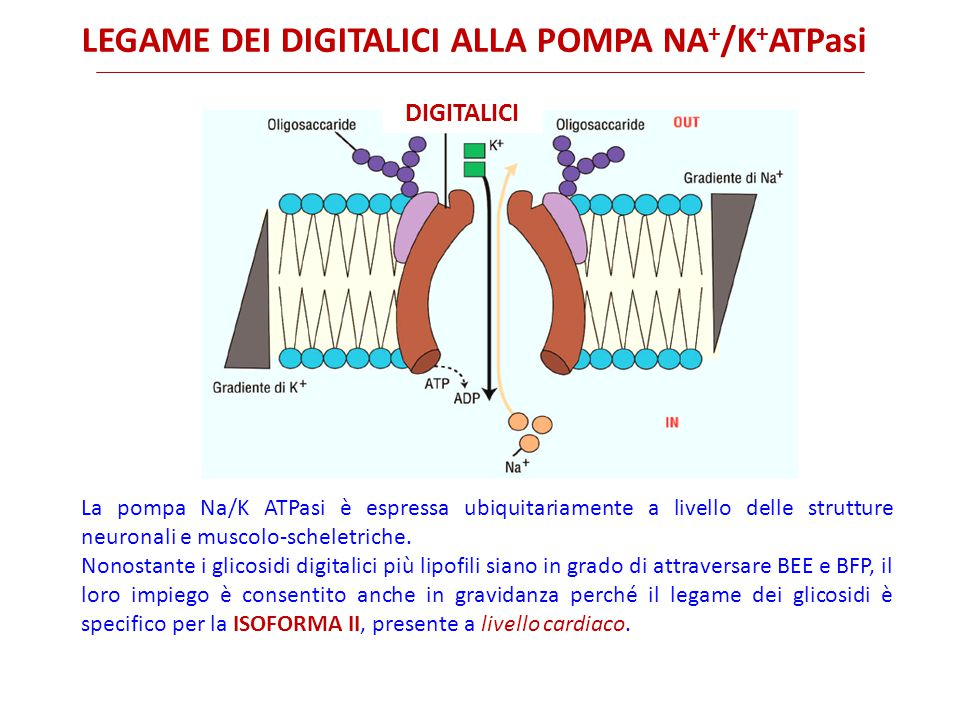 LEGAME DEI DIGITALICI ALLA POMPA NA⁺/K⁺ATPasi
DIGITALICI
Oligosaccaride
K⁺
Oligosaccaride
OUT
Gradiente di Na⁺
Gradiente di K⁺
ATP
ADP
IN
Na⁺
La pompa Na/K ATPasi è espressa ubiquitariamente a livello delle strutture
neuronali e muscolo-scheletriche.
Nonostante i glicosidi digitalici più lipofili siano in grado di attraversare BEE e BFP, il
loro impiego è consentito anche in gravidanza perché il legame dei glicosidi è
specifico per la ISOFORMA II, presente a livello cardiaco.